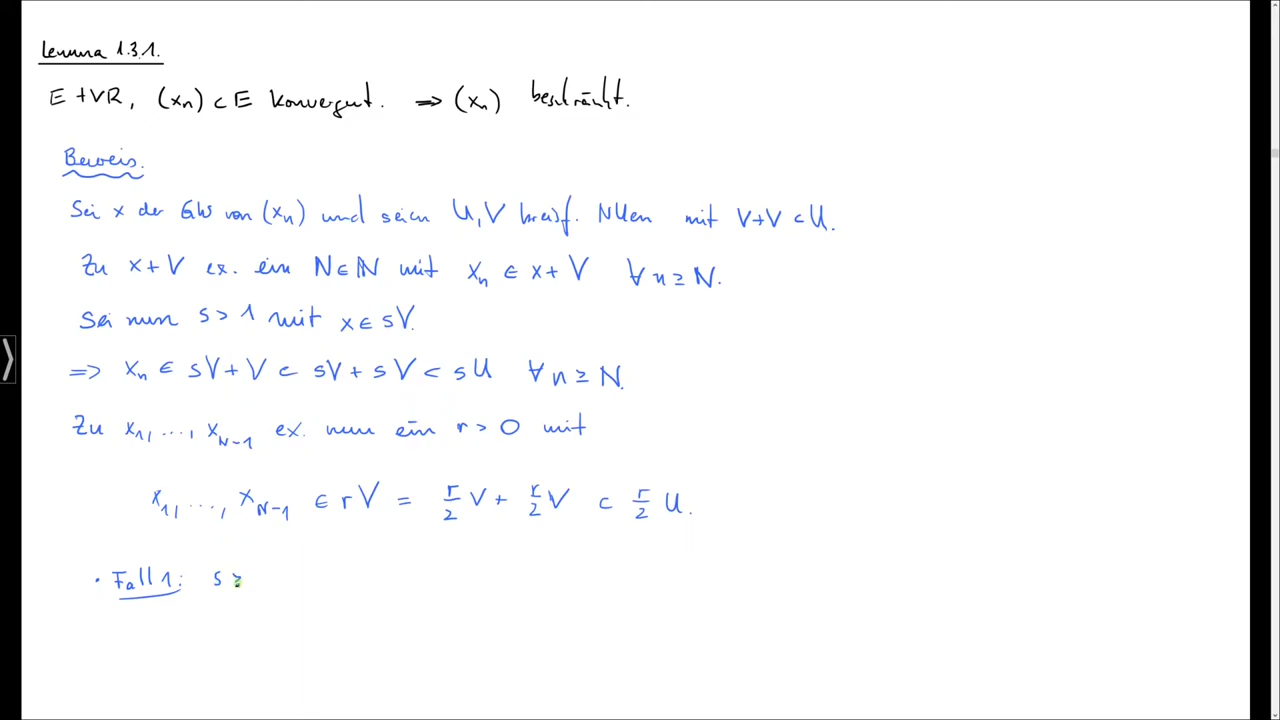 Lemma 1.3.1.
E tVR, (xₙ) ⊂ E konvergent. ⇒ (xₙ) beschränkt.
Beweis.
Sei x der GW von (xₙ) und seien U, V kreisf. NUen mit V+V ⊂ U.
Zu x+V ex. ein N∈ℕ mit xₙ ∈ x+V ∀n≥N.
Sei nun s>1 mit x∈sV.
⇒ xₙ ∈ sV+V ⊂ sV+sV ⊂ sU ∀n≥N.
Zu x₁, ..., x_{N-1} ex. nun ein r>0 mit
x₁, ..., x_{N-1} ∈ rV = r/2 V + r/2 V ⊂ r/2 U.
• Fall 1: s ≥